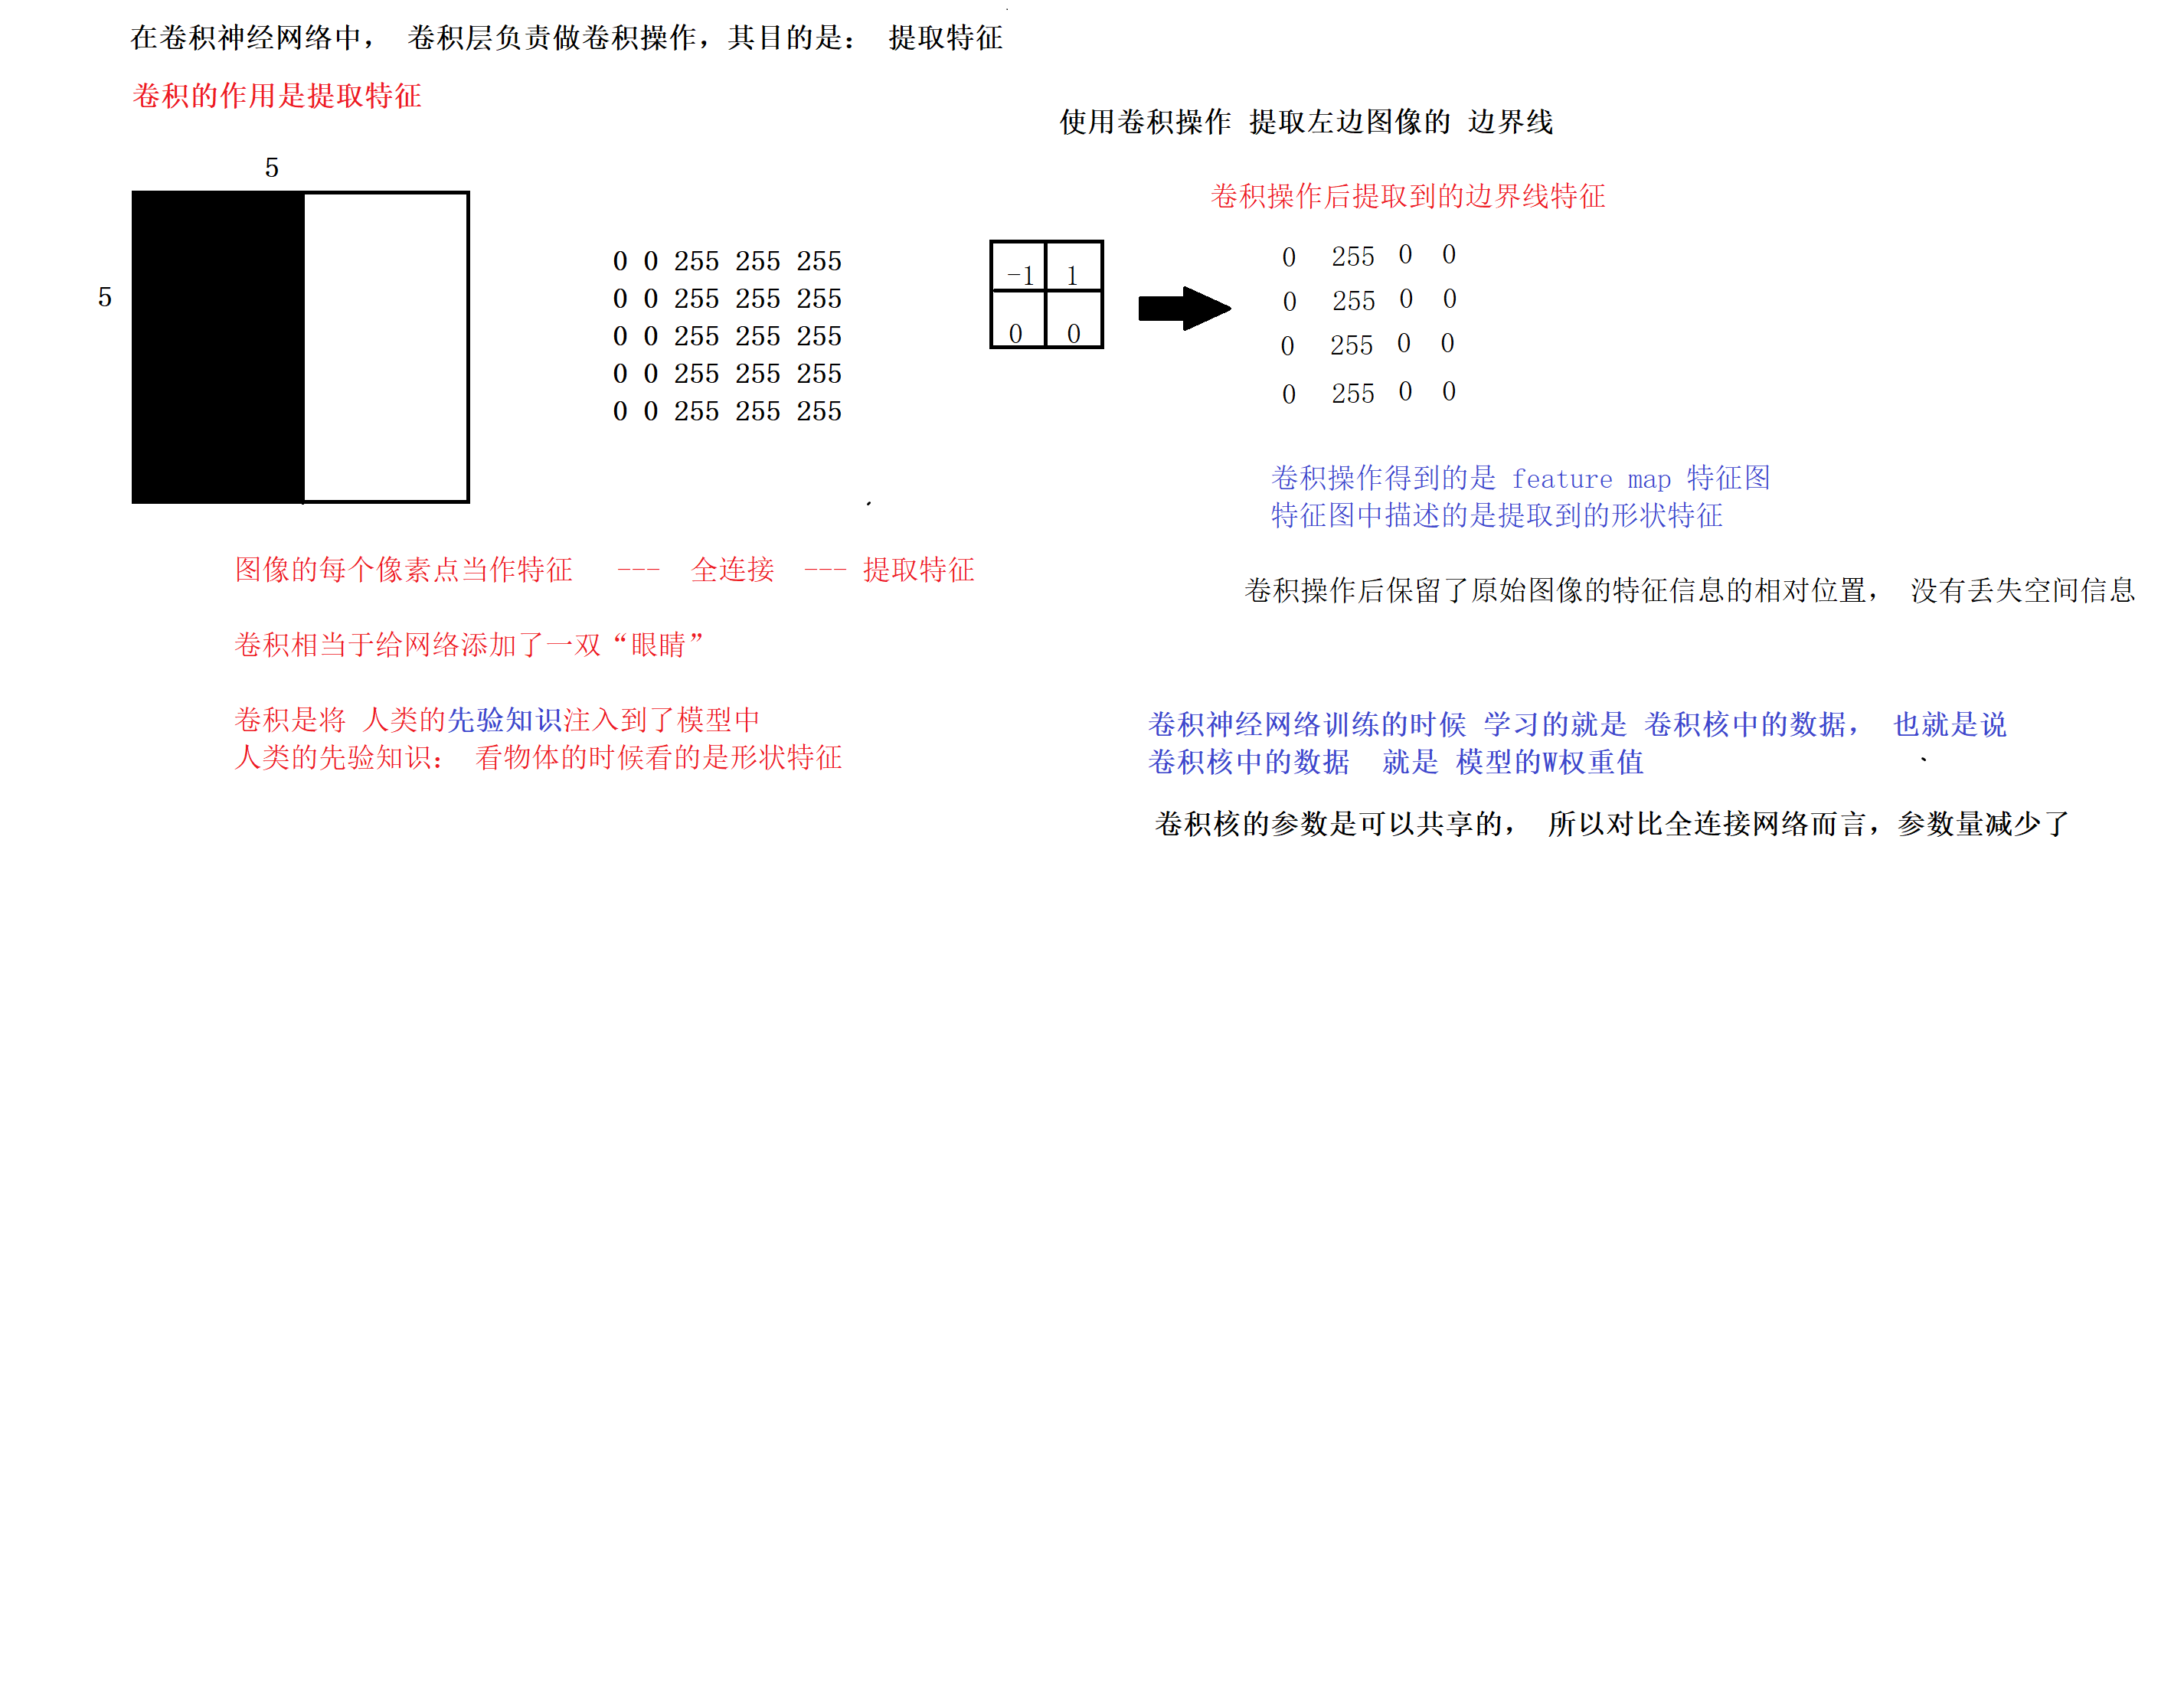 在卷积神经网络中， 卷积层负责做卷积操作，其目的是： 提取特征
卷积的作用是提取特征
使用卷积操作 提取左边图像的 边界线
5
5
0 0 255 255 255
0 0 255 255 255
0 0 255 255 255
0 0 255 255 255
0 0 255 255 255
-1 1
0 0
卷积操作后提取到的边界线特征
0 255 0 0
0 255 0 0
0 255 0 0
0 255 0 0
卷积操作得到的是 feature map 特征图
特征图中描述的是提取到的形状特征
图像的每个像素点当作特征 --- 全连接 --- 提取特征
卷积操作后保留了原始图像的特征信息的相对位置， 没有丢失空间信息
卷积相当于给网络添加了一双“眼睛”
卷积是将 人类的先验知识注入到了模型中
人类的先验知识： 看物体的时候看的是形状特征
卷积神经网络训练的时候 学习的就是 卷积核中的数据， 也就是说
卷积核中的数据 就是 模型的W权重值
卷积核的参数是可以共享的， 所以对比全连接网络而言，参数量减少了